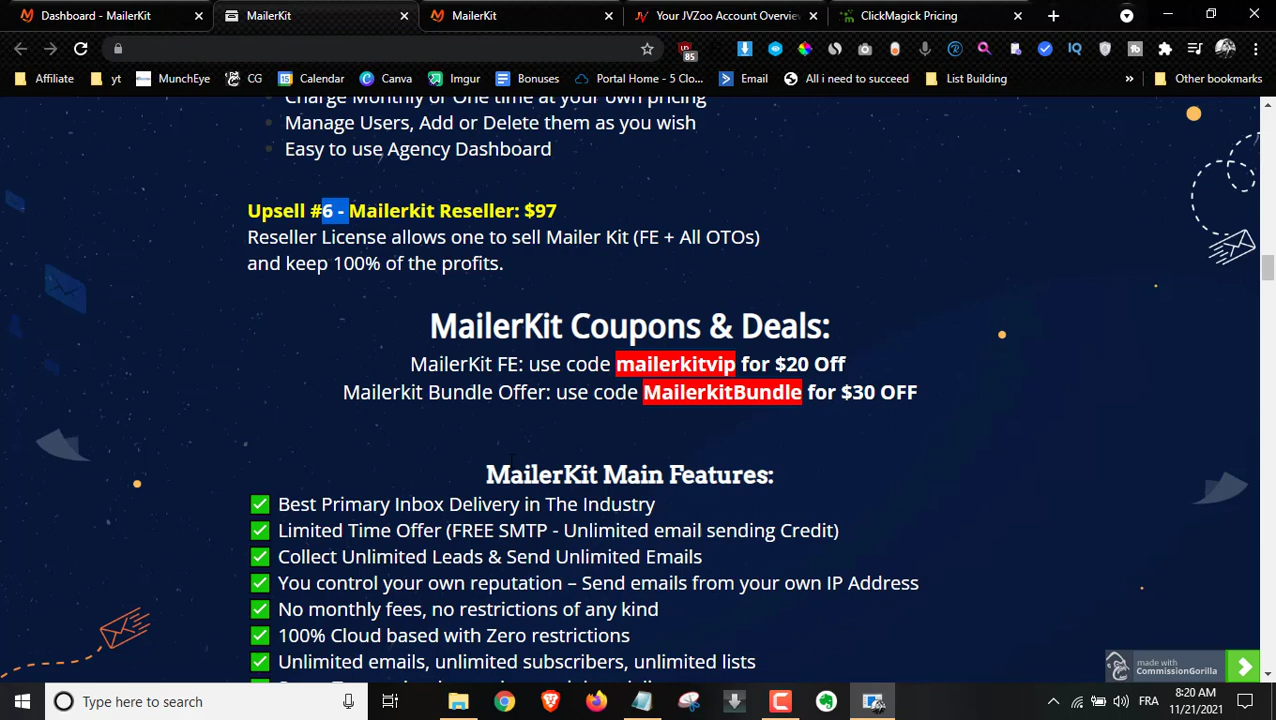 Dashboard - MailerKit
MailerKit
MailerKit
Your JVZoo Account Overview
ClickMagick Pricing
85
Affiliate
yt
MunchEye
CG
Calendar
Canva
Imgur
Bonuses
Portal Home - 5 Clo...
Email
All i need to succeed
List Building
»
Other bookmarks
Charge Monthly or One time at your own pricing
Manage Users, Add or Delete them as you wish
Easy to use Agency Dashboard
Upsell #6 - Mailerkit Reseller: $97
Reseller License allows one to sell Mailer Kit (FE + All OTOs)
and keep 100% of the profits.
MailerKit Coupons & Deals:
MailerKit FE: use code mailerkitvip for $20 Off
Mailerkit Bundle Offer: use code MailerkitBundle for $30 OFF
MailerKit Main Features:
Best Primary Inbox Delivery in The Industry
Limited Time Offer (FREE SMTP - Unlimited email sending Credit)
Collect Unlimited Leads & Send Unlimited Emails
You control your own reputation – Send emails from your own IP Address
No monthly fees, no restrictions of any kind
100% Cloud based with Zero restrictions
Unlimited emails, unlimited subscribers, unlimited lists
made with
CommissionGorilla
Type here to search
FRA
8:20 AM
11/21/2021